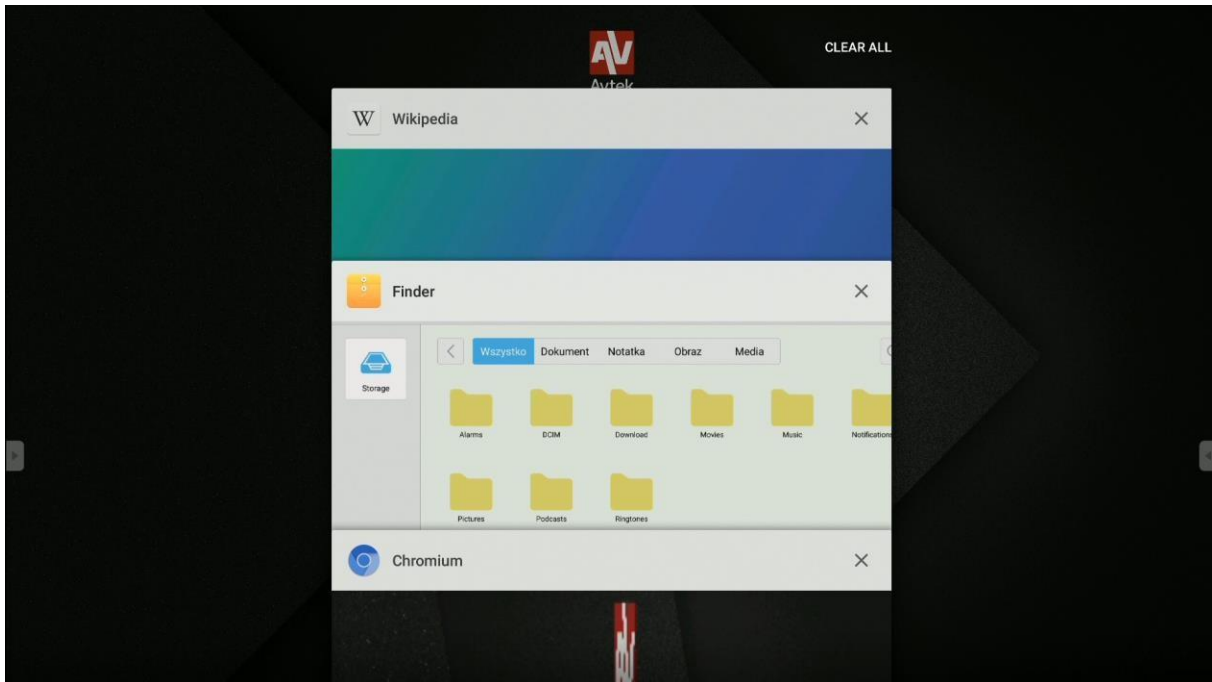 AV
CLEAR ALL
Avtek
W Wikipedia
Finder
Wszystko Dokument Notatka Obraz Media
Storage
Alarms DCIM Download Movies Music Notifications
Pictures Podcasts Ringtones
Chromium